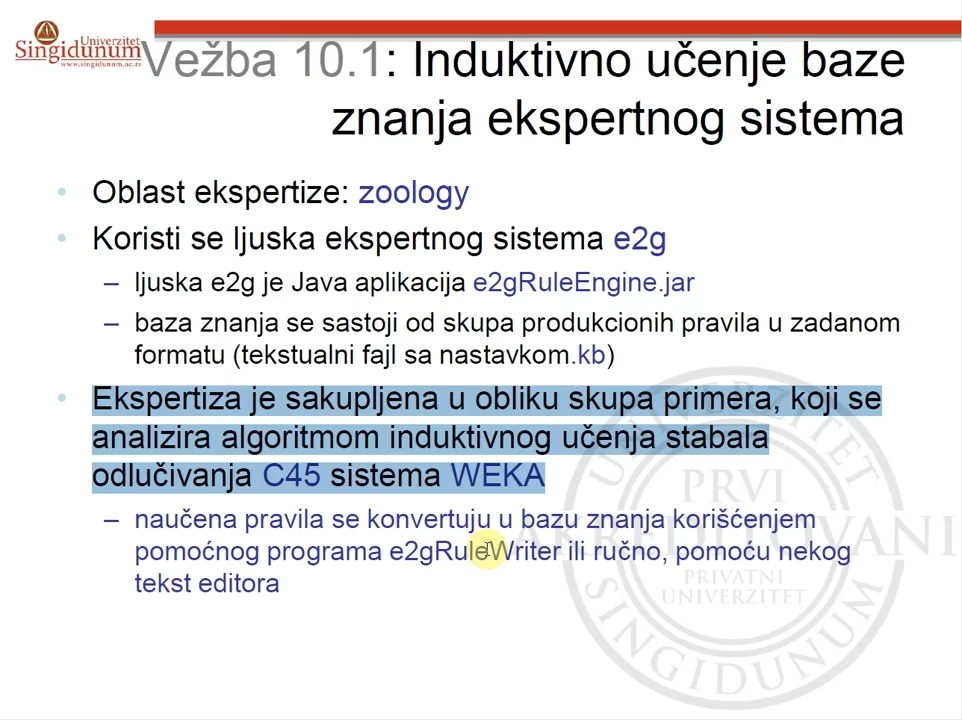 Univerzitet
Singidunum
www.singidunum.ac.rs
Vežba 10.1: Induktivno učenje baze
znanja ekspertnog sistema
• Oblast ekspertize: zoology
• Koristi se ljuska ekspertnog sistema e2g
– ljuska e2g je Java aplikacija e2gRuleEngine.jar
– baza znanja se sastoji od skupa produkcionih pravila u zadanom
formatu (tekstualni fajl sa nastavkom.kb)
• Ekspertiza je sakupljena u obliku skupa primera, koji se
analizira algoritmom induktivnog učenja stabala
odlučivanja C45 sistema WEKA
– naučena pravila se konvertuju u bazu znanja korišćenjem
pomoćnog programa e2gRuleWriter ili ručno, pomoću nekog
tekst editora
UNIVERZITET
PRVI
AKREDITOVANI
PRIVATNI
UNIVERZITET
SINGIDUNUM